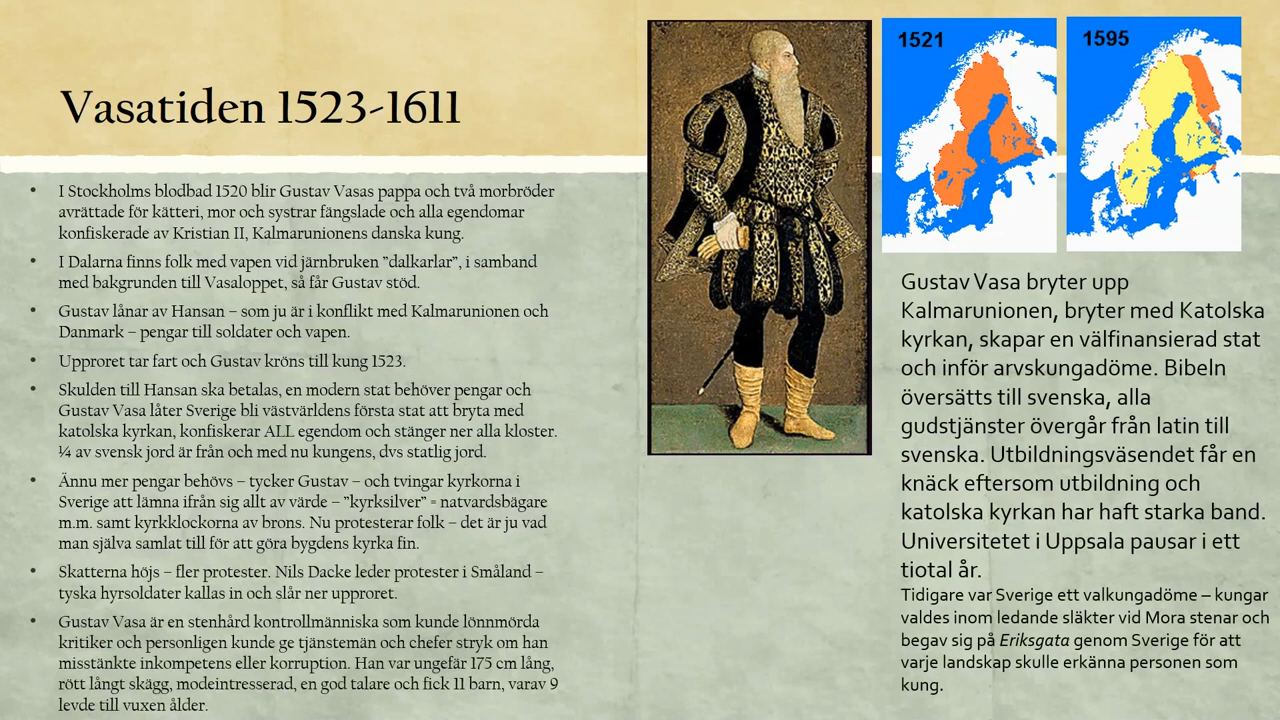 Vasatiden 1523-1611
• I Stockholms blodbad 1520 blir Gustav Vasas pappa och två morbröder
avrättade för kätteri, mor och systrar fängslade och alla egendomar
konfiskerade av Kristian II, Kalmarunionens danska kung.
• I Dalarna finns folk med vapen vid järnbruken ”dalkarlar”, i samband
med bakgrunden till Vasaloppet, så får Gustav stöd.
• Gustav lånar av Hansan – som ju är i konflikt med Kalmarunionen och
Danmark – pengar till soldater och vapen.
• Upproret tar fart och Gustav kröns till kung 1523.
• Skulden till Hansan ska betalas, en modern stat behöver pengar och
Gustav Vasa låter Sverige bli västvärldens första stat att bryta med
katolska kyrkan, konfiskerar ALL egendom och stänger ner alla kloster.
¼ av svensk jord är från och med nu kungens, dvs statlig jord.
• Ännu mer pengar behövs – tycker Gustav – och tvingar kyrkorna i
Sverige att lämna ifrån sig allt av värde – ”kyrksilver” = natvardsbägare
m.m. samt kyrkklockorna av brons. Nu protesterar folk – det är ju vad
man själva samlat till för att göra bygdens kyrka fin.
• Skatterna höjs – fler protester. Nils Dacke leder protester i Småland –
tyska hyrsoldater kallas in och slår ner upproret.
• Gustav Vasa är en stenhård kontrollmänniska som kunde lönnmörda
kritiker och personligen kunde ge tjänstemän och chefer stryk om han
misstänkte inkompetens eller korruption. Han var ungefär 175 cm lång,
rött långt skägg, modeintresserad, en god talare och fick 11 barn, varav 9
levde till vuxen ålder.
1521
1595
Gustav Vasa bryter upp
Kalmarunionen, bryter med Katolska
kyrkan, skapar en välfinansierad stat
och inför arvskungadöme. Bibeln
översätts till svenska, alla
gudstjänster övergår från latin till
svenska. Utbildningsväsendet får en
knäck eftersom utbildning och
katolska kyrkan har haft starka band.
Universitetet i Uppsala pausar i ett
tiotal år.
Tidigare var Sverige ett valkungadöme – kungar
valdes inom ledande släkter vid Mora stenar och
begav sig på Eriksgata genom Sverige för att
varje landskap skulle erkänna personen som
kung.